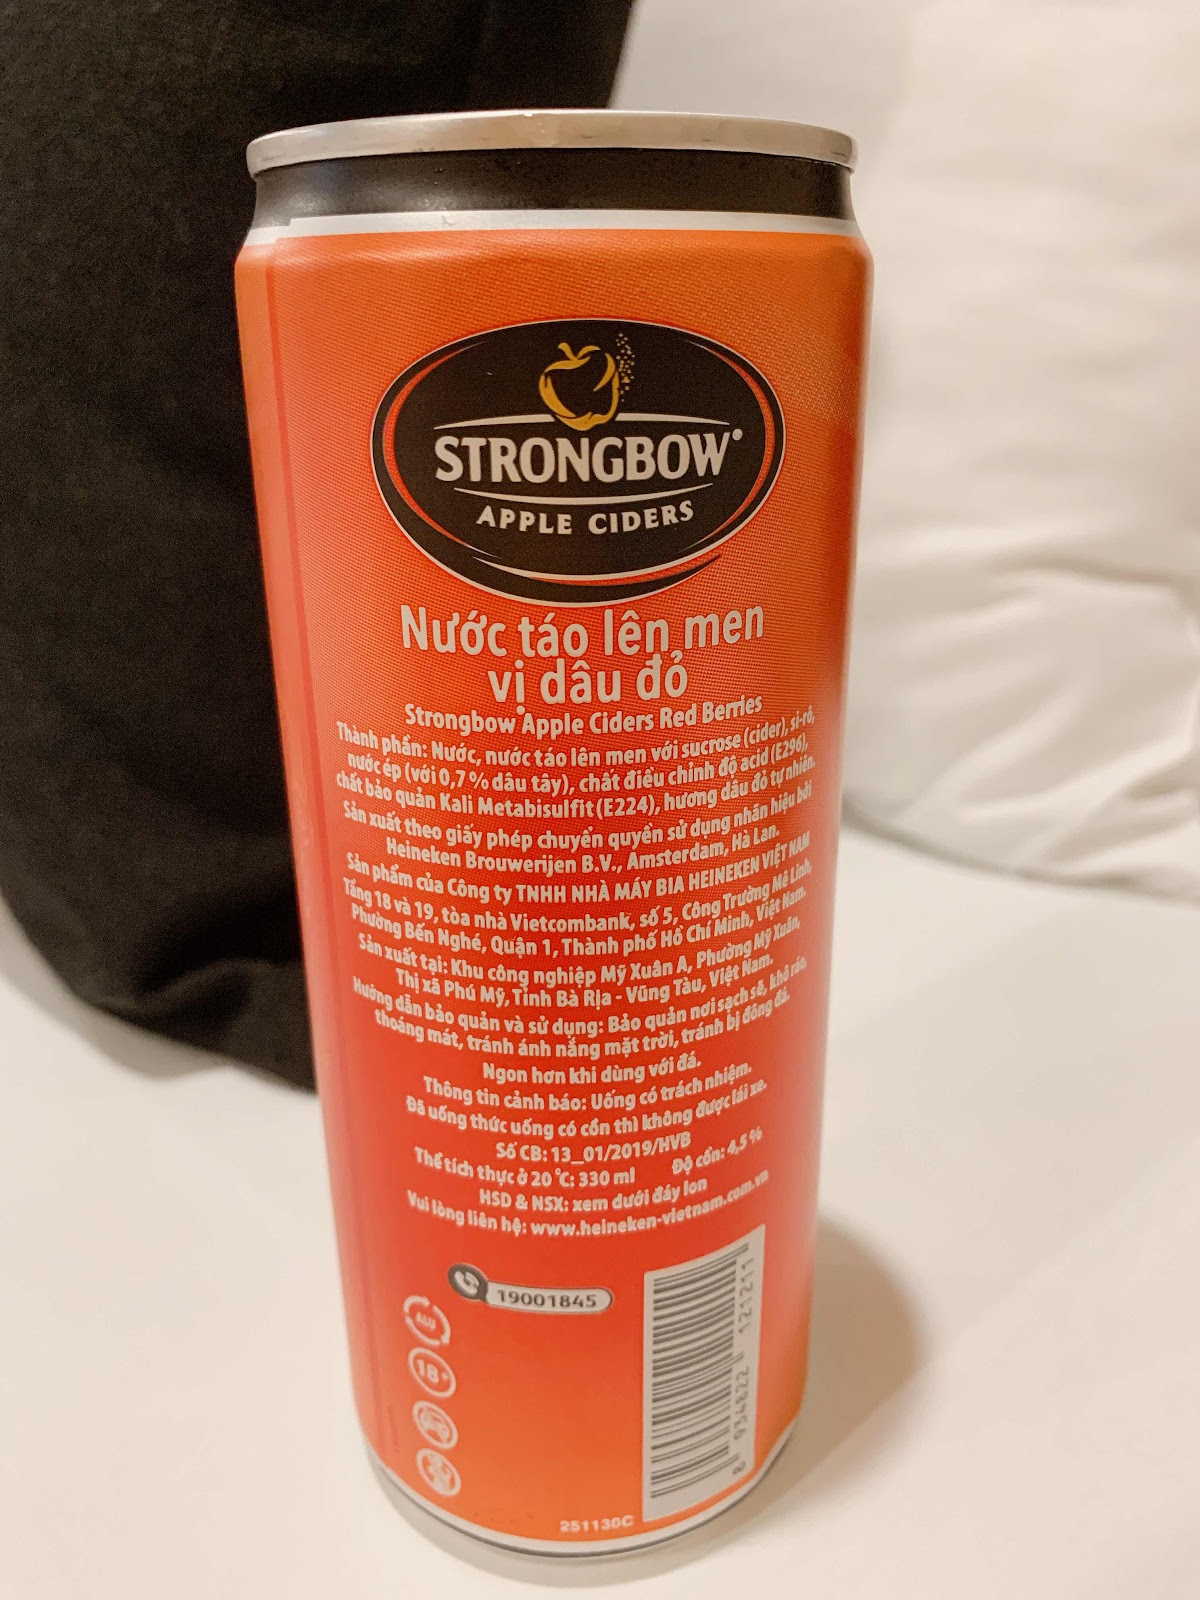 STRONGBOW
APPLE CIDERS
Nước táo lên men
vị dâu đỏ
Strongbow Apple Ciders Red Berries
Thành phần: Nước, nước táo lên men với sucrose (cider), si-rô,
nước ép (với 0,7% dâu tây), chất điều chỉnh độ acid (E296),
chất bảo quản Kali Metabisulfit (E224), hương dâu đỏ tự nhiên.
Sản xuất theo giấy phép chuyển quyền sử dụng nhãn hiệu bởi
Heineken Brouwerijen B.V., Amsterdam, Hà Lan.
Sản phẩm của Công ty TNHH NHÀ MÁY BIA HEINEKEN VIỆT NAM
Tầng 18 và 19, tòa nhà Vietcombank, số 5, Công Trường Mê Linh,
Phường Bến Nghé, Quận 1, Thành phố Hồ Chí Minh, Việt Nam.
Sản xuất tại: Khu công nghiệp Mỹ Xuân A, Phường Mỹ Xuân,
Thị xã Phú Mỹ, Tỉnh Bà Rịa - Vũng Tàu, Việt Nam.
Hướng dẫn bảo quản và sử dụng: Bảo quản nơi sạch sẽ, khô ráo,
thoáng mát, tránh ánh nắng mặt trời, tránh bị đông đá.
Ngon hơn khi dùng với đá.
Thông tin cảnh báo: Uống có trách nhiệm.
Đã uống thức uống có cồn thì không được lái xe.
Số CB: 13_01/2019/HVB
Thể tích thực ở 20 °C: 330 ml Độ cồn: 4,5 %
HSD & NSX: xem dưới đáy lon
Vui lòng liên hệ: www.heineken-vietnam.com.vn
19001845
ALU
18+
8 934822 121211
251130C